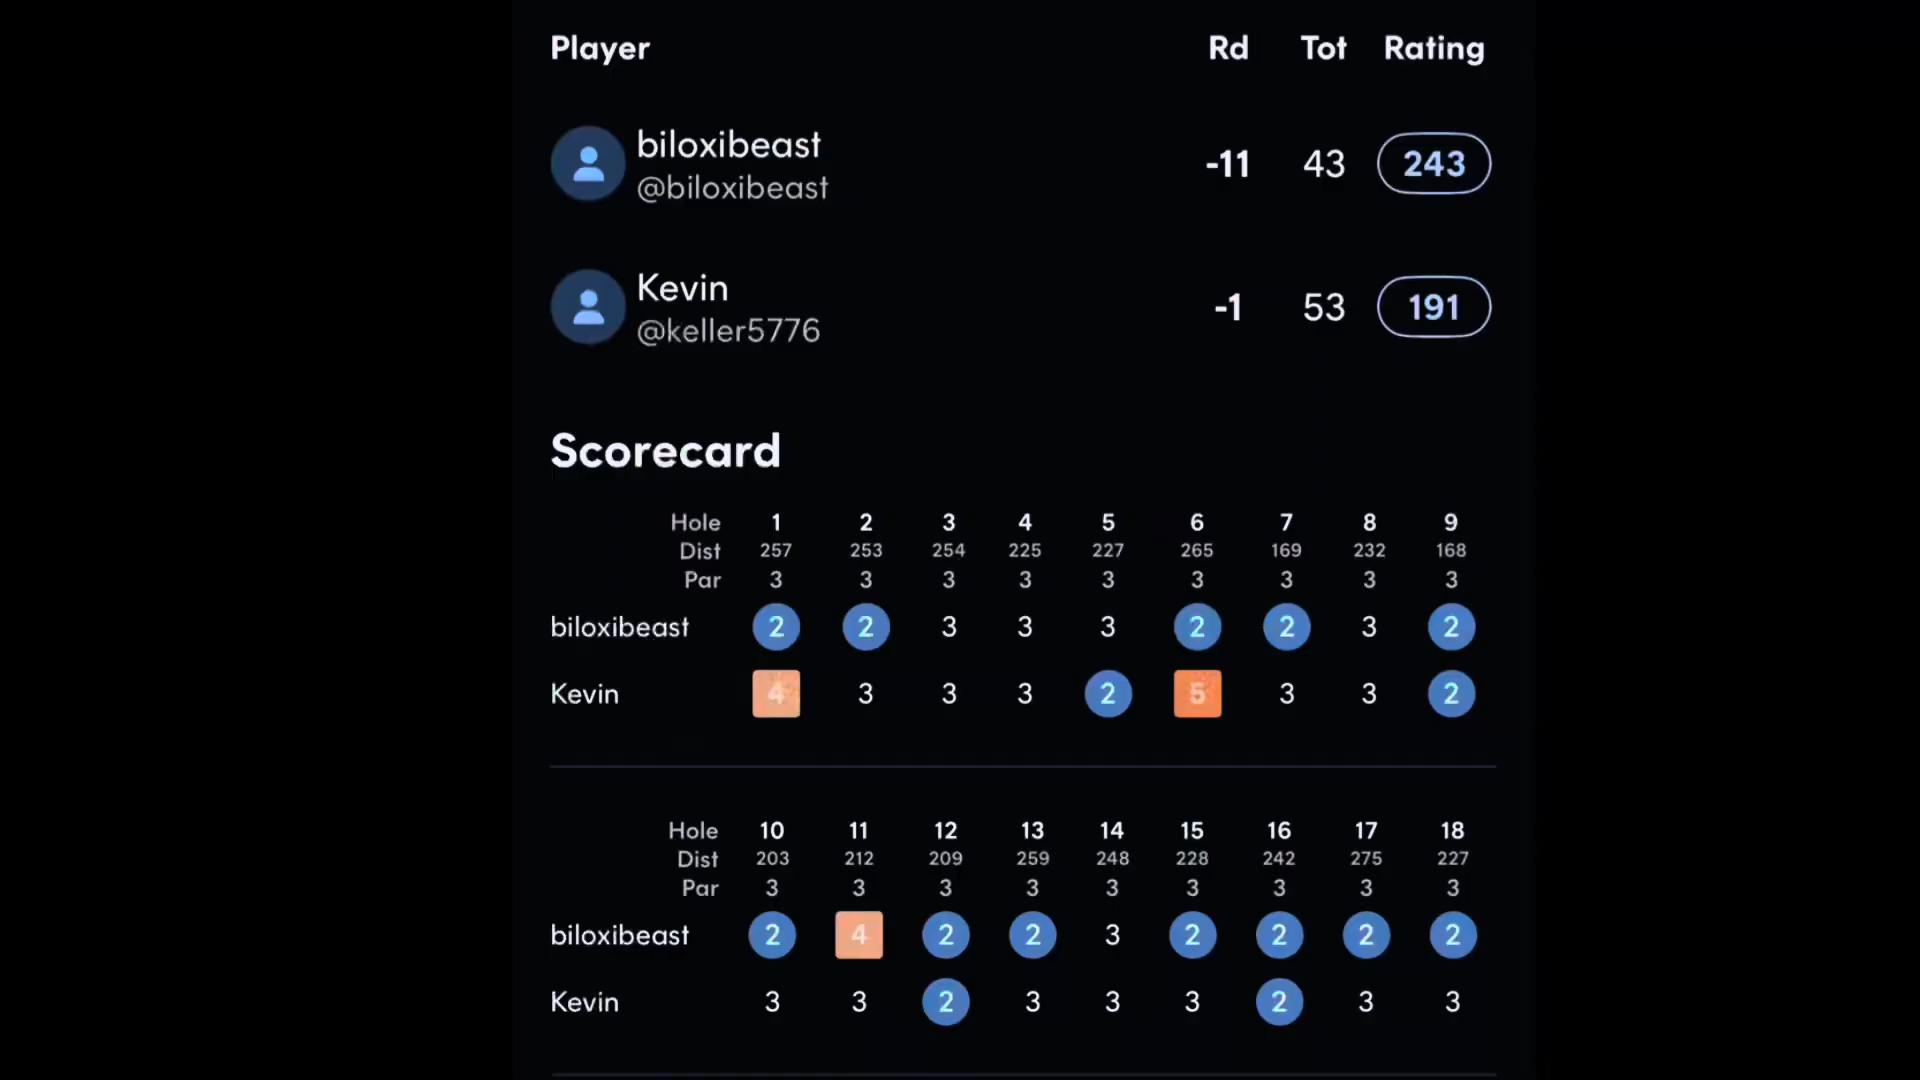 Player Rd Tot Rating
biloxibeast
@biloxibeast
-11 43 243
Kevin
@keller5776
-1 53 191
Scorecard
Hole 1 2 3 4 5 6 7 8 9
Dist 257 253 254 225 227 265 169 232 168
Par 3 3 3 3 3 3 3 3 3
biloxibeast 2 2 3 3 3 2 2 3 2
Kevin 4 3 3 3 2 5 3 3 2
Hole 10 11 12 13 14 15 16 17 18
Dist 203 212 209 259 248 228 242 275 227
Par 3 3 3 3 3 3 3 3 3
biloxibeast 2 4 2 2 3 2 2 2 2
Kevin 3 3 2 3 3 3 2 3 3